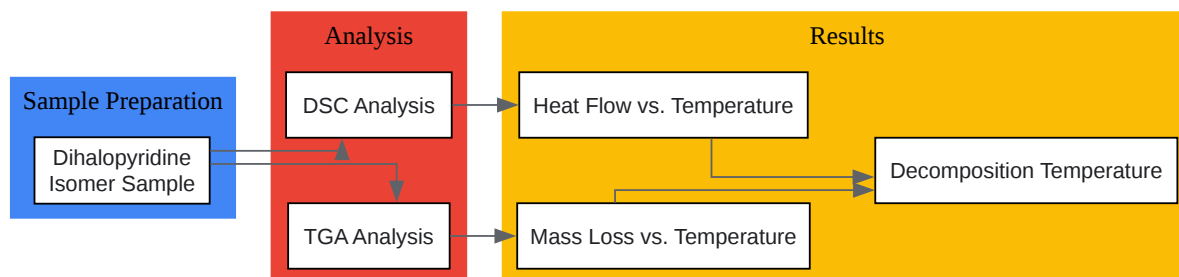 Sample Preparation
Dihalopyridine
Isomer Sample
Analysis
DSC Analysis
TGA Analysis
Results
Heat Flow vs. Temperature
Mass Loss vs. Temperature
Decomposition Temperature